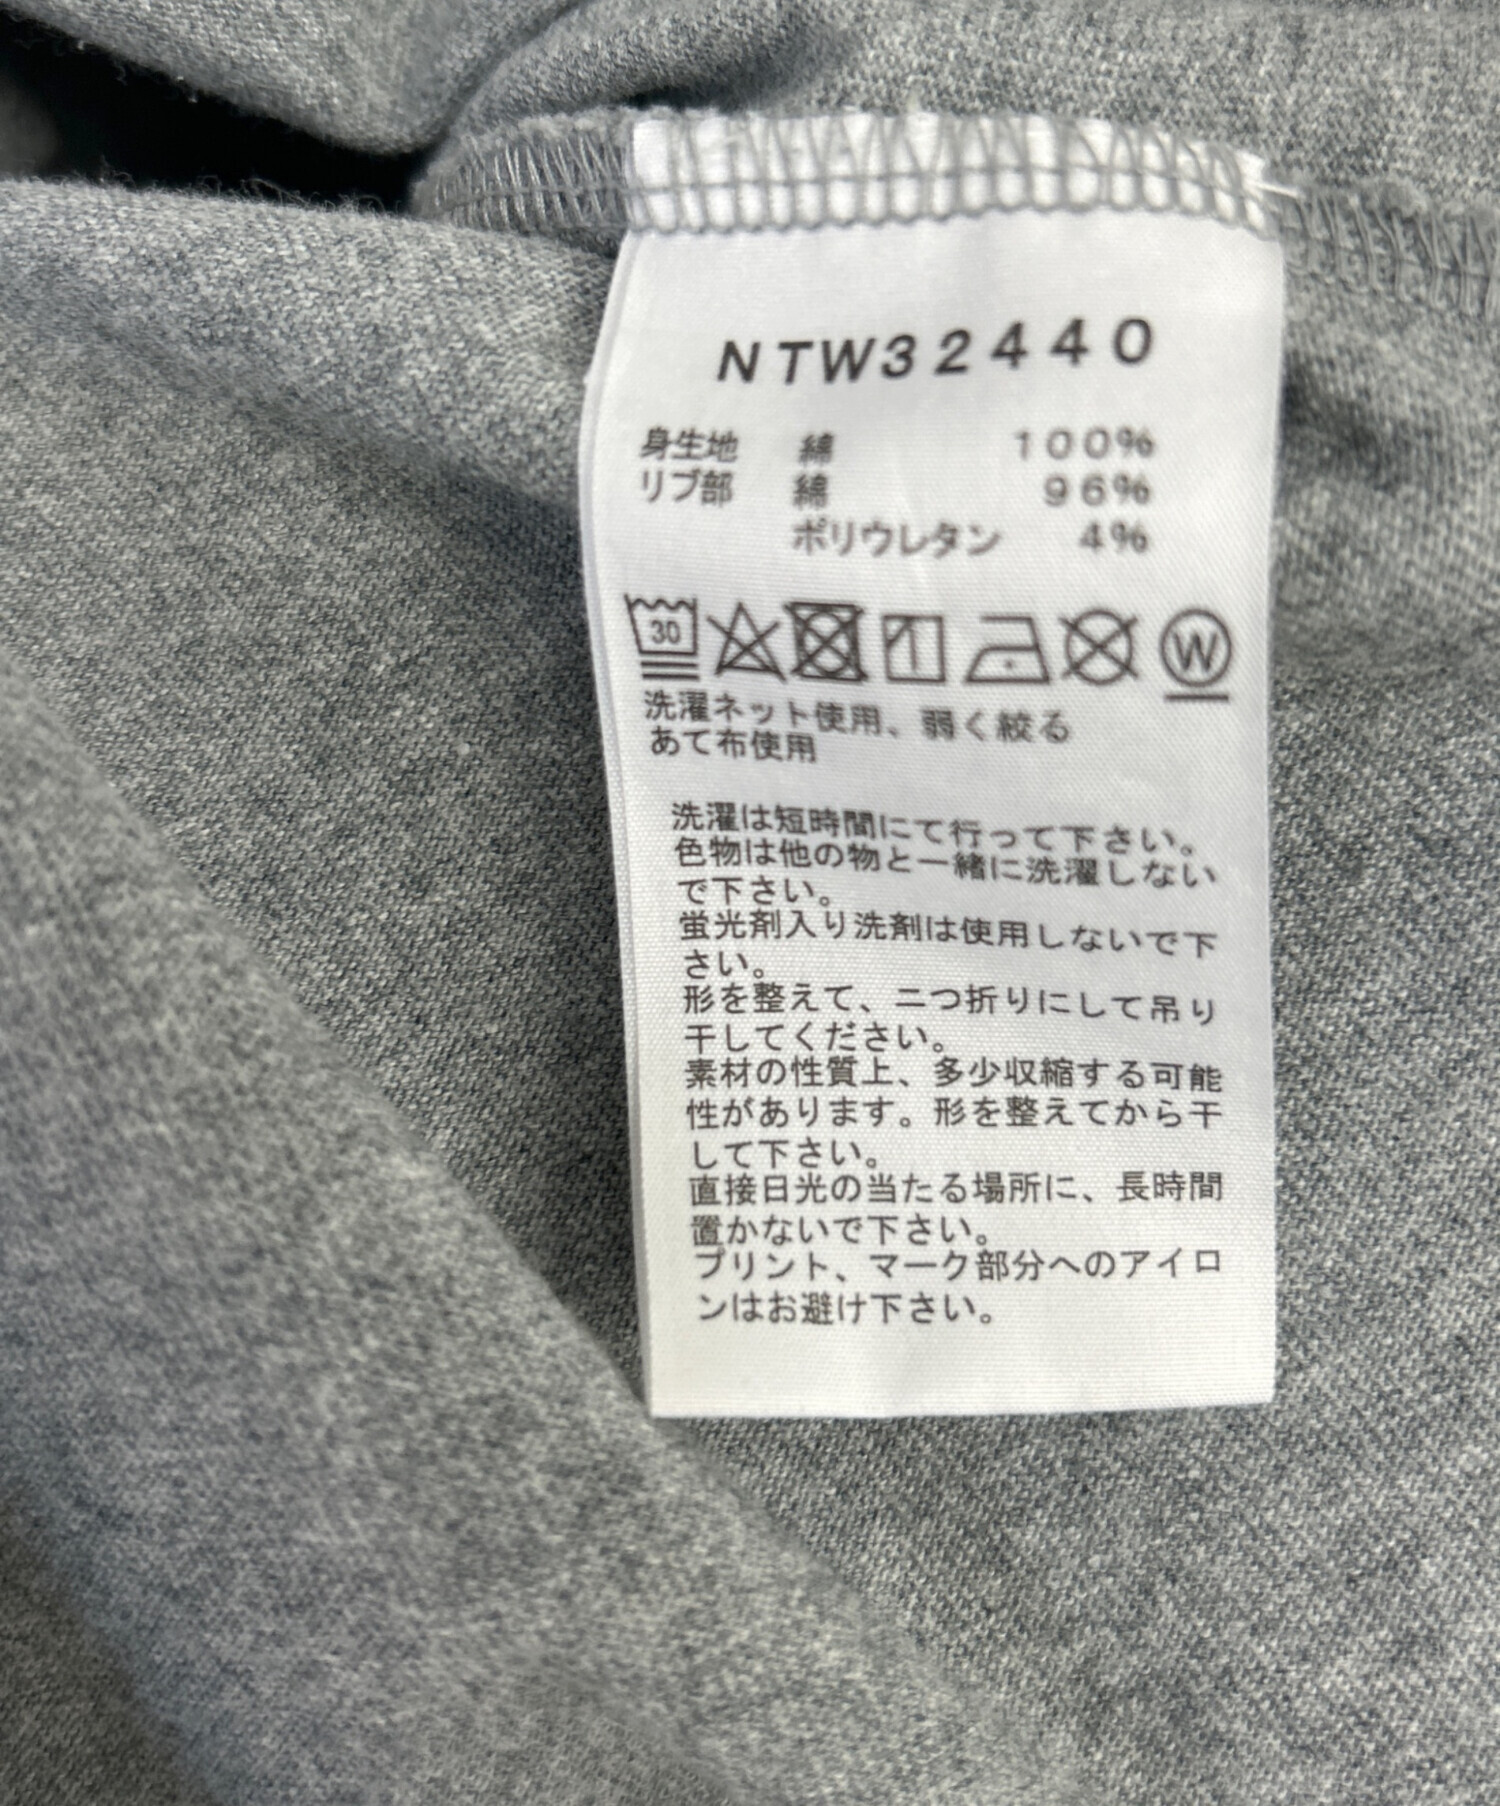 NTW32440
身生地 綿 100%
リブ部 綿 96%
ポリウレタン 4%
30 W
洗濯ネット使用、弱く絞る
あて布使用
洗濯は短時間にて行って下さい。
色物は他の物と一緒に洗濯しない
で下さい。
蛍光剤入り洗剤は使用しないで下
さい。
形を整えて、二つ折りにして吊り
干してください。
素材の性質上、多少収縮する可能
性があります。形を整えてから干
して下さい。
直接日光の当たる場所に、長時間
置かないで下さい。
プリント、マーク部分へのアイロ
ンはお避け下さい。